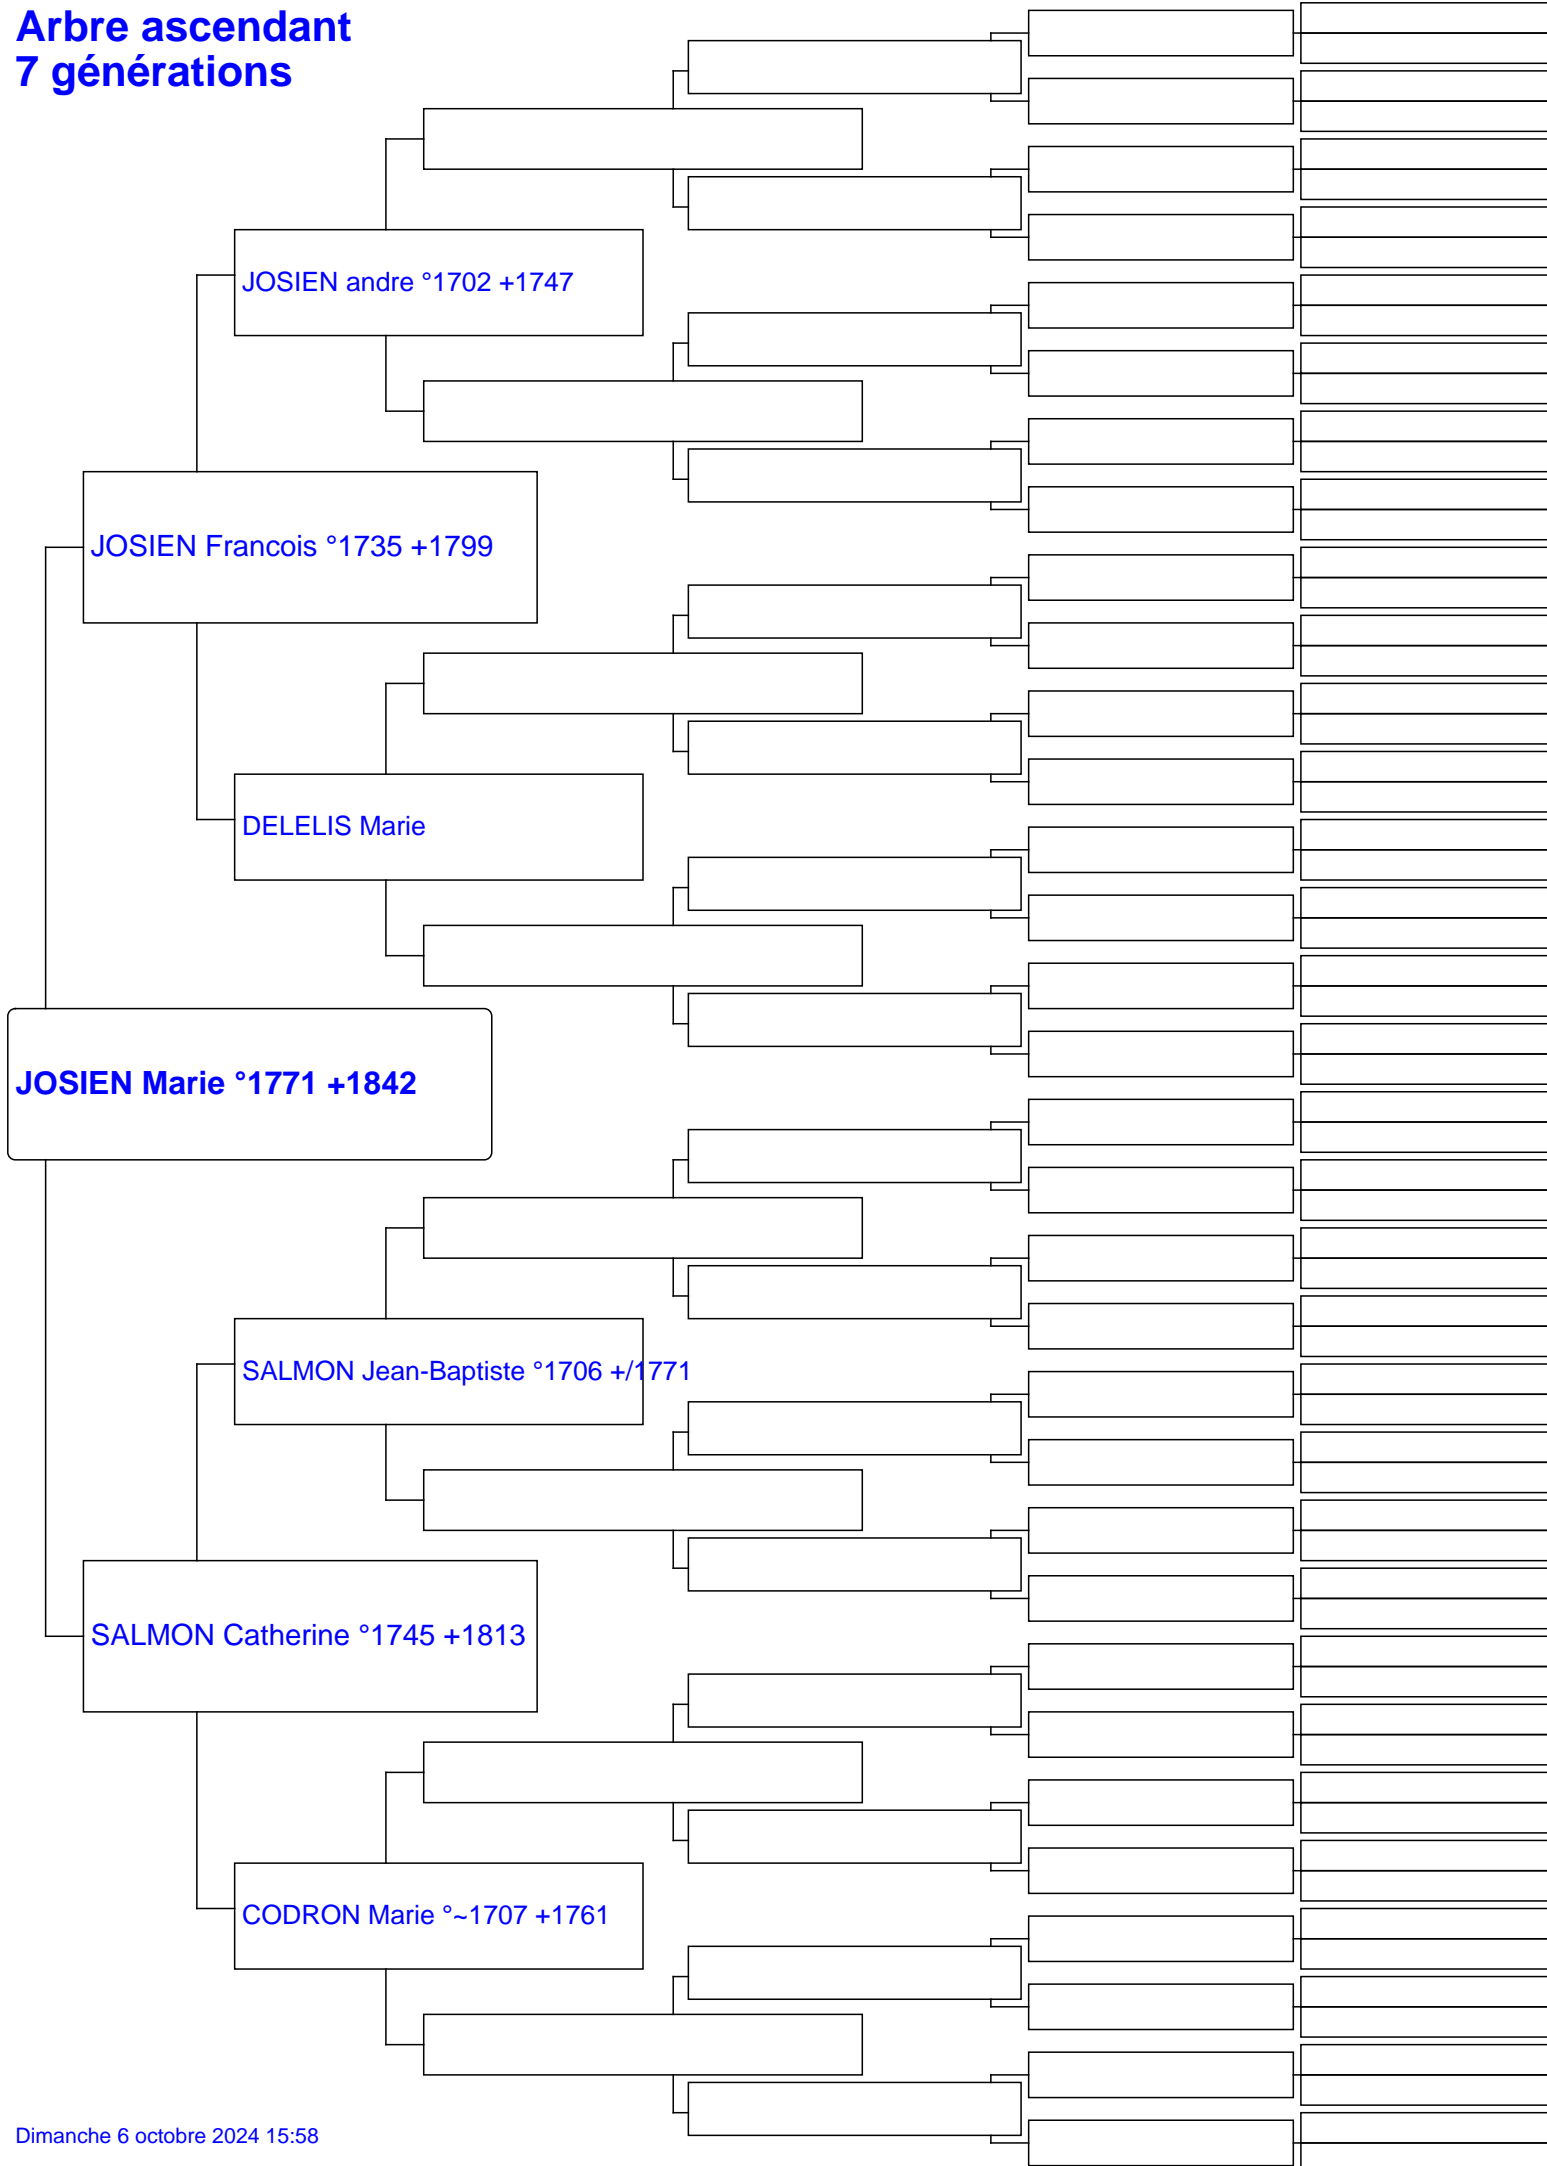 Arbre ascendant
7 générations
JOSIEN andre °1702 +1747
JOSIEN Francois °1735 +1799
DELELIS Marie
JOSIEN Marie °1771 +1842
SALMON Jean-Baptiste °1706 +/1771
SALMON Catherine °1745 +1813
CODRON Marie °~1707 +1761
Dimanche 6 octobre 2024 15:58